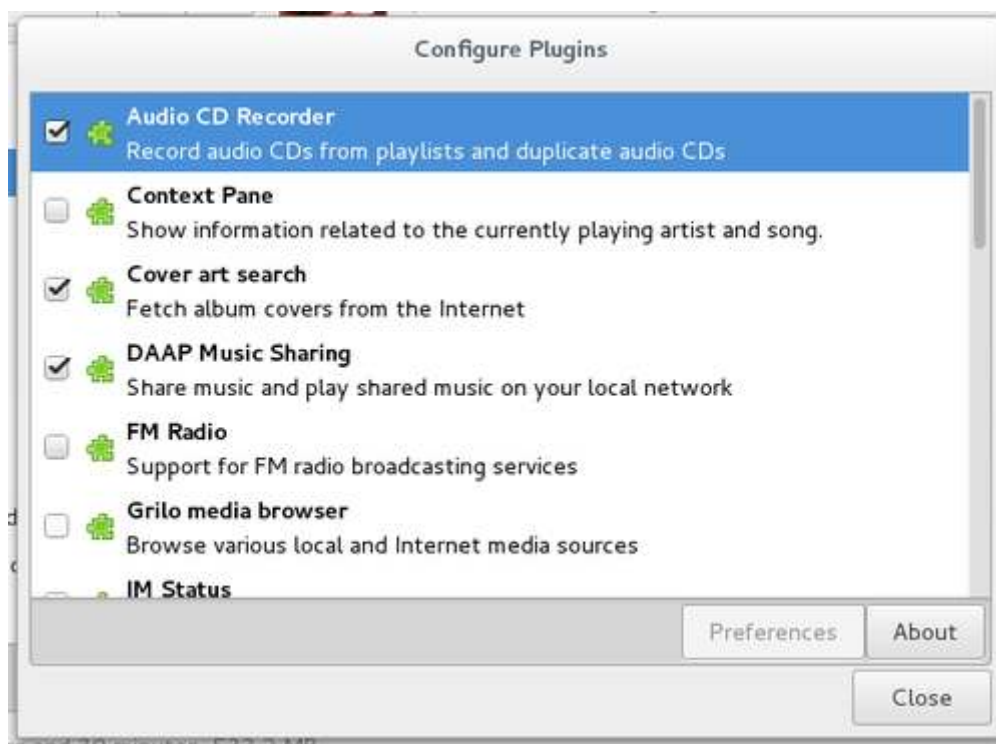 Configure Plugins
Audio CD Recorder
Record audio CDs from playlists and duplicate audio CDs
Context Pane
Show information related to the currently playing artist and song.
Cover art search
Fetch album covers from the Internet
DAAP Music Sharing
Share music and play shared music on your local network
FM Radio
Support for FM radio broadcasting services
Grilo media browser
Browse various local and Internet media sources
IM Status
Preferences
About
Close